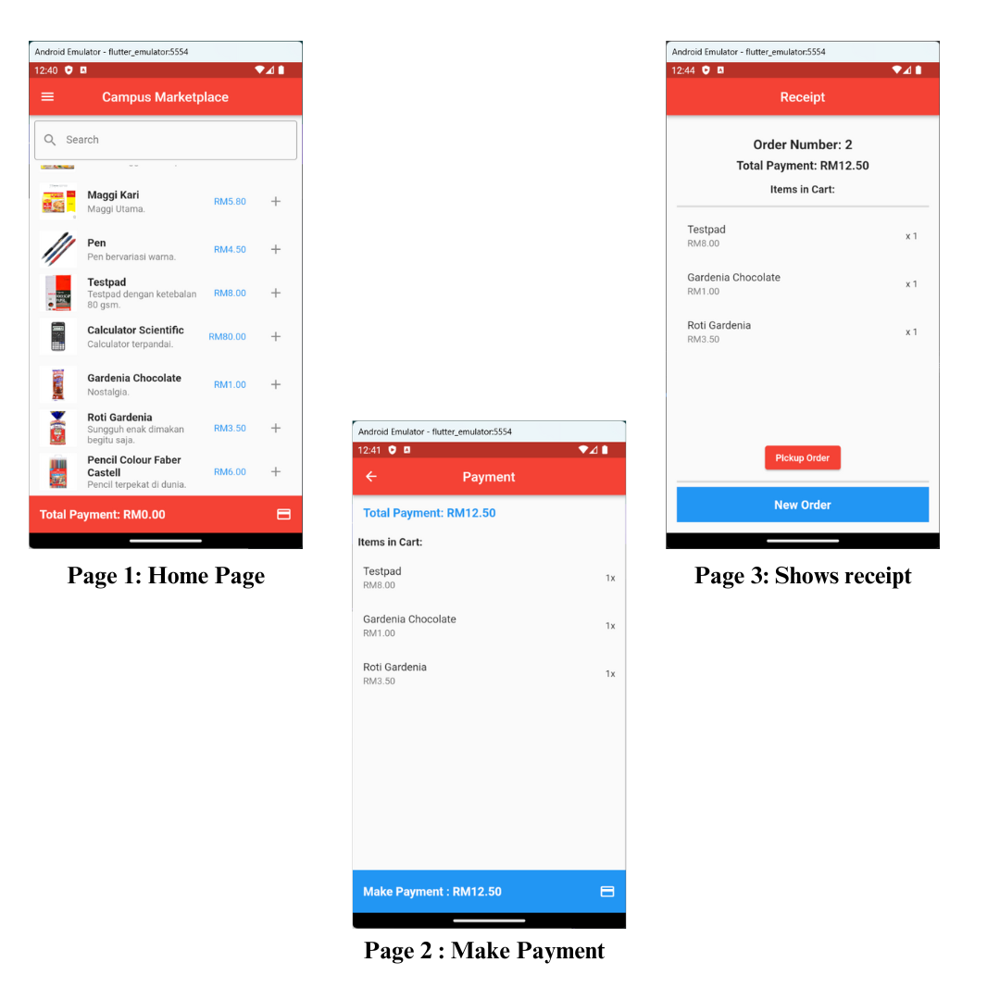 Android Emulator - flutter_emulator:5554
12:40
Campus Marketplace
Search
Maggi Kari
Maggi Utama.
RM5.80
Pen
Pen bervariasi warna.
RM4.50
Testpad
Testpad dengan ketebalan
80 gsm.
RM8.00
Calculator Scientific
Calculator terpandai.
RM80.00
Gardenia Chocolate
Nostalgia.
RM1.00
Roti Gardenia
Sungguh enak dimakan
begitu saja.
RM3.50
Pencil Colour Faber
Castell
Pencil terpekat di dunia.
RM6.00
Total Payment: RM0.00
Page 1: Home Page
Android Emulator - flutter_emulator:5554
12:41
Payment
Total Payment: RM12.50
Items in Cart:
Testpad
RM8.00
1x
Gardenia Chocolate
RM1.00
1x
Roti Gardenia
RM3.50
1x
Make Payment : RM12.50
Page 2 : Make Payment
Android Emulator - flutter_emulator:5554
12:44
Receipt
Order Number: 2
Total Payment: RM12.50
Items in Cart:
Testpad
RM8.00
x 1
Gardenia Chocolate
RM1.00
x 1
Roti Gardenia
RM3.50
x 1
Pickup Order
New Order
Page 3: Shows receipt